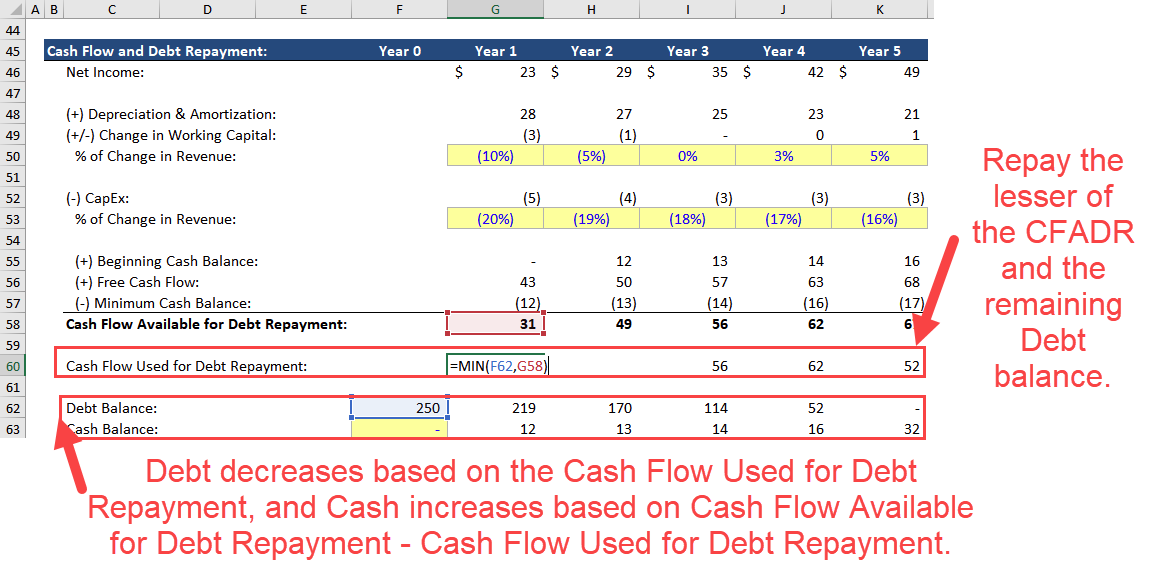 A B C D E F G H I J K
44
45 Cash Flow and Debt Repayment: Year 0 Year 1 Year 2 Year 3 Year 4 Year 5
46 Net Income: $ 23 $ 29 $ 35 $ 42 $ 49
47
48 (+) Depreciation & Amortization: 28 27 25 23 21
49 (+/-) Change in Working Capital: (3) (1) - 0 1
50 % of Change in Revenue: (10%) (5%) 0% 3% 5%
51
52 (-) CapEx: (5) (4) (3) (3) (3)
53 % of Change in Revenue: (20%) (19%) (18%) (17%) (16%)
54
55 (+) Beginning Cash Balance: - 12 13 14 16
56 (+) Free Cash Flow: 43 50 57 63 68
57 (-) Minimum Cash Balance: (12) (13) (14) (16) (17)
58 Cash Flow Available for Debt Repayment: 31 49 56 62
59
60 Cash Flow Used for Debt Repayment: =MIN(F62,G58) 56 62 52
61
62 Debt Balance: 250 219 170 114 52 -
63 Cash Balance: - 12 13 14 16 32
Repay the
lesser of
the CFADR
and the
remaining
Debt
balance.
Debt decreases based on the Cash Flow Used for Debt
Repayment, and Cash increases based on Cash Flow Available
for Debt Repayment - Cash Flow Used for Debt Repayment.